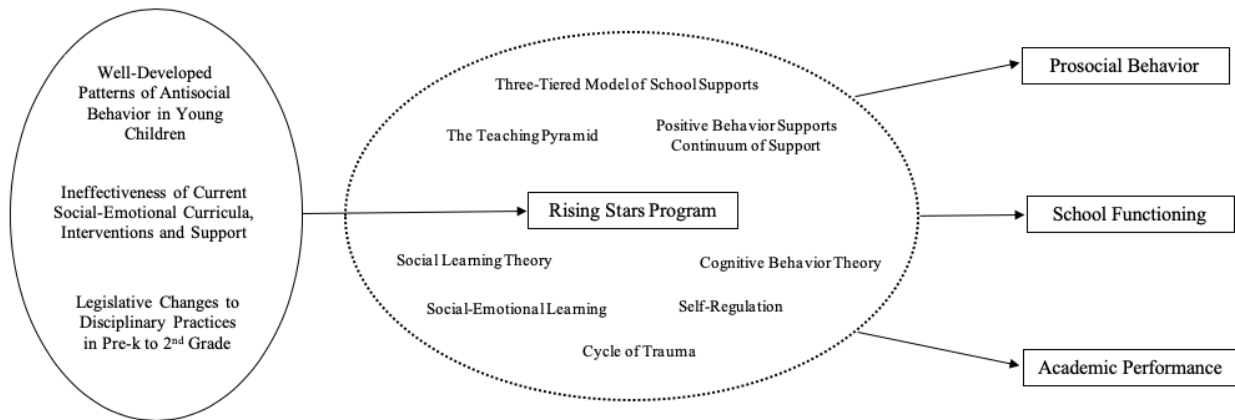 Well-Developed
Patterns of Antisocial
Behavior in Young
Children
Ineffectiveness of Current
Social-Emotional Curricula,
Interventions and Support
Legislative Changes to
Disciplinary Practices
in Pre-k to 2nd Grade
Three-Tiered Model of School Supports
The Teaching Pyramid
Positive Behavior Supports
Continuum of Support
Rising Stars Program
Social Learning Theory
Cognitive Behavior Theory
Social-Emotional Learning
Self-Regulation
Cycle of Trauma
Prosocial Behavior
School Functioning
Academic Performance